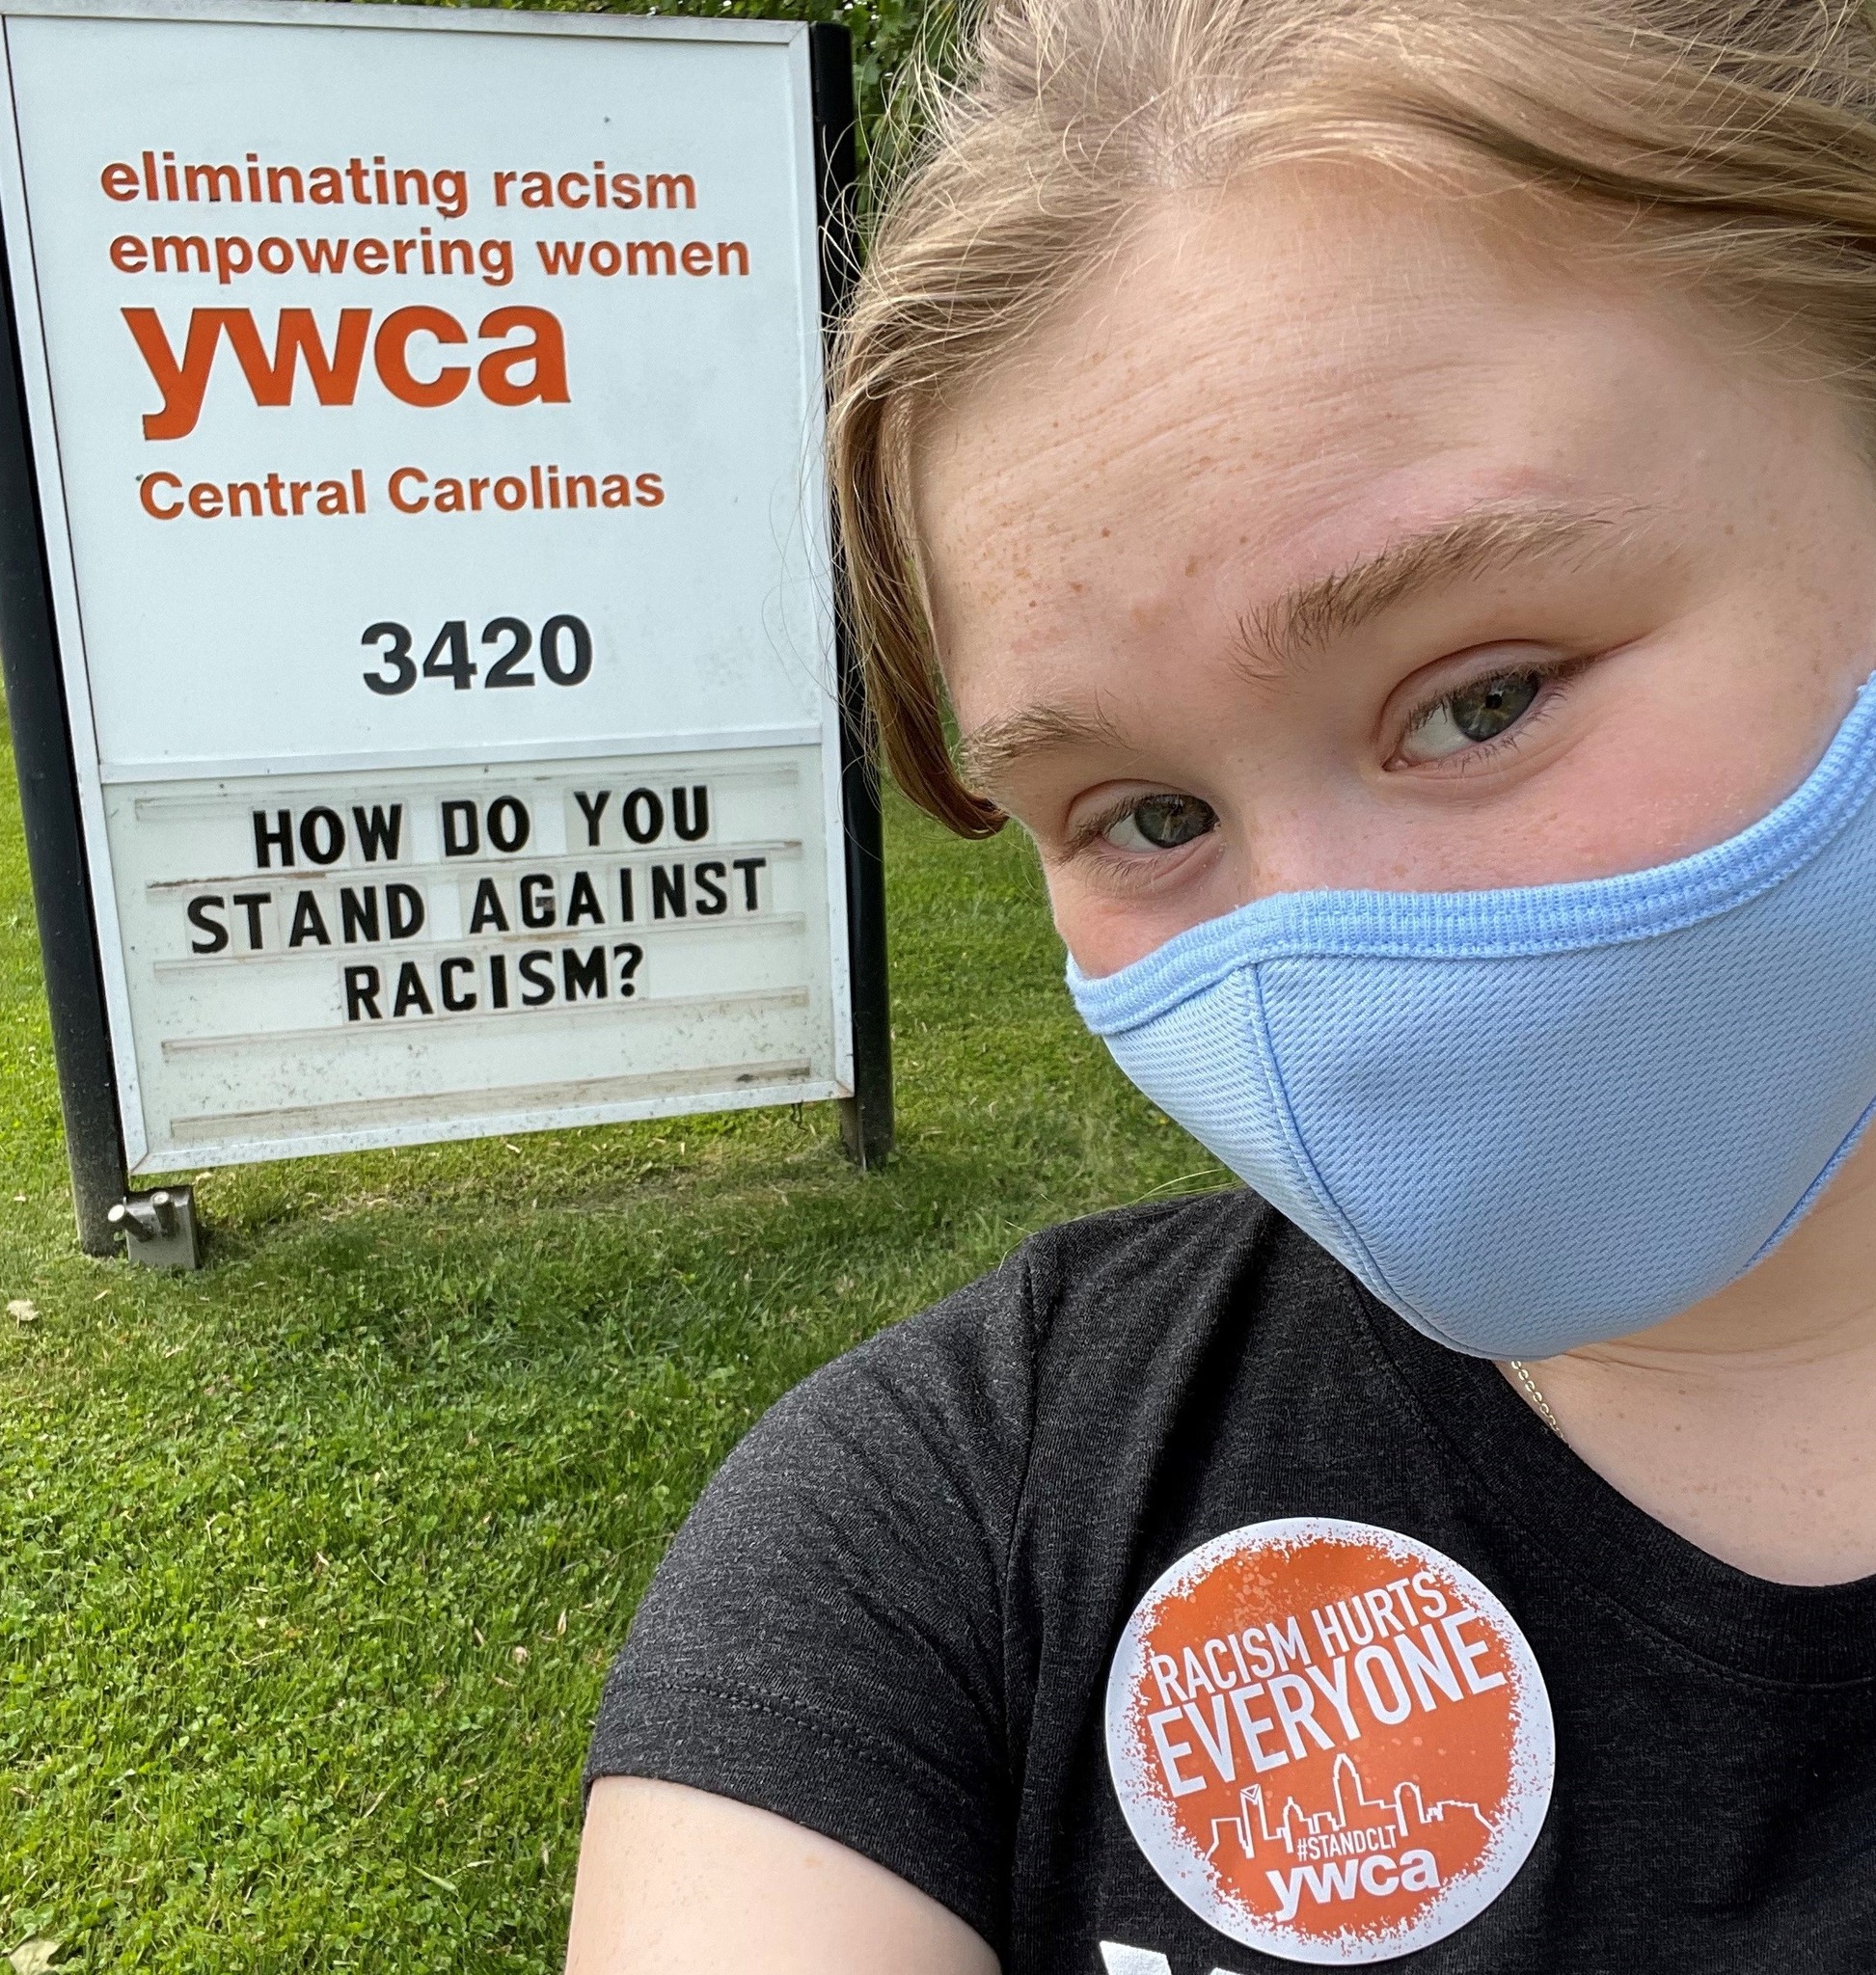 eliminating racism
empowering women
ywca
Central Carolinas
3420
HOW DO YOU
STAND AGAINST
RACISM?
RACISM HURTS
EVERYONE
#STANDCLT
ywca